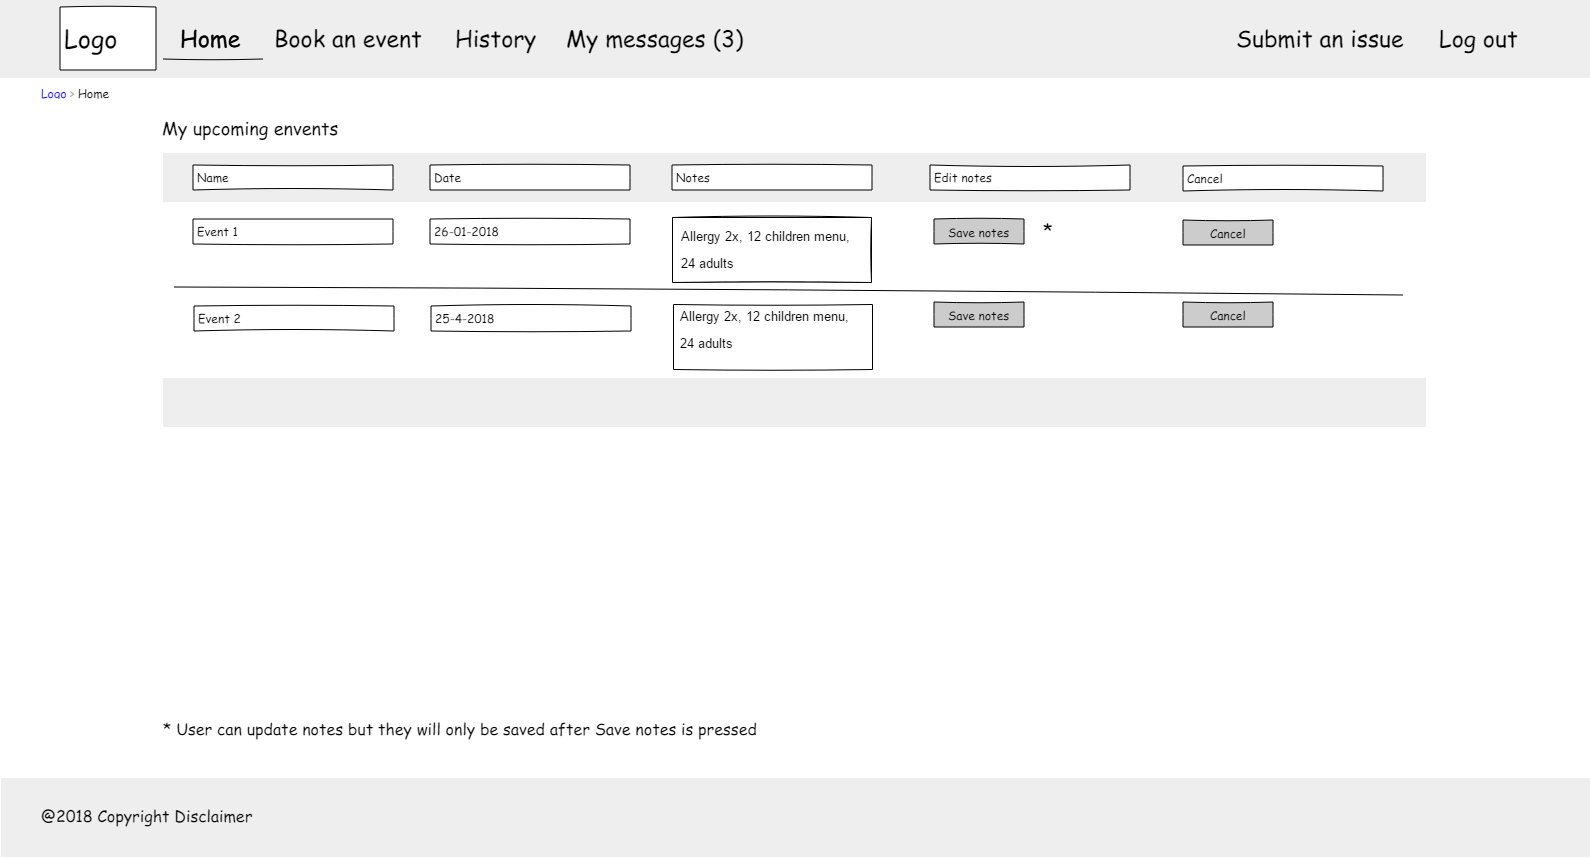 Logo Home Book an event History My messages (3) Submit an issue Log out
Logo > Home
My upcoming envents
Name Date Notes Edit notes Cancel
Event 1 26-01-2018 Allergy 2x, 12 children menu, Save notes * Cancel
24 adults
Event 2 25-4-2018 Allergy 2x, 12 children menu, Save notes Cancel
24 adults
* User can update notes but they will only be saved after Save notes is pressed
@2018 Copyright Disclaimer